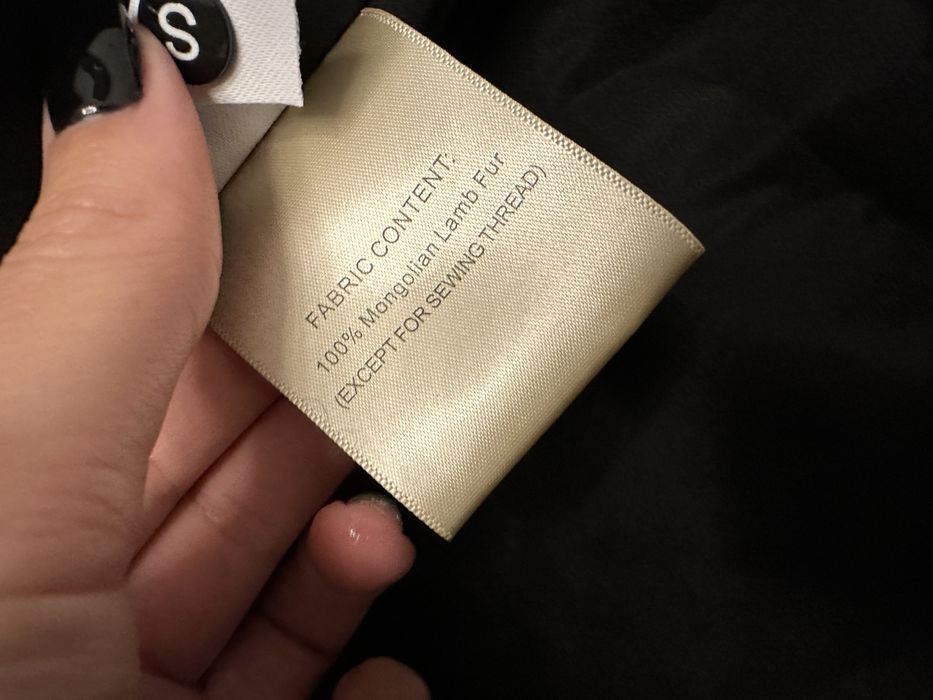 S
FABRIC CONTENT:
100% Mongolian Lamb Fur
(EXCEPT FOR SEWING THREAD)